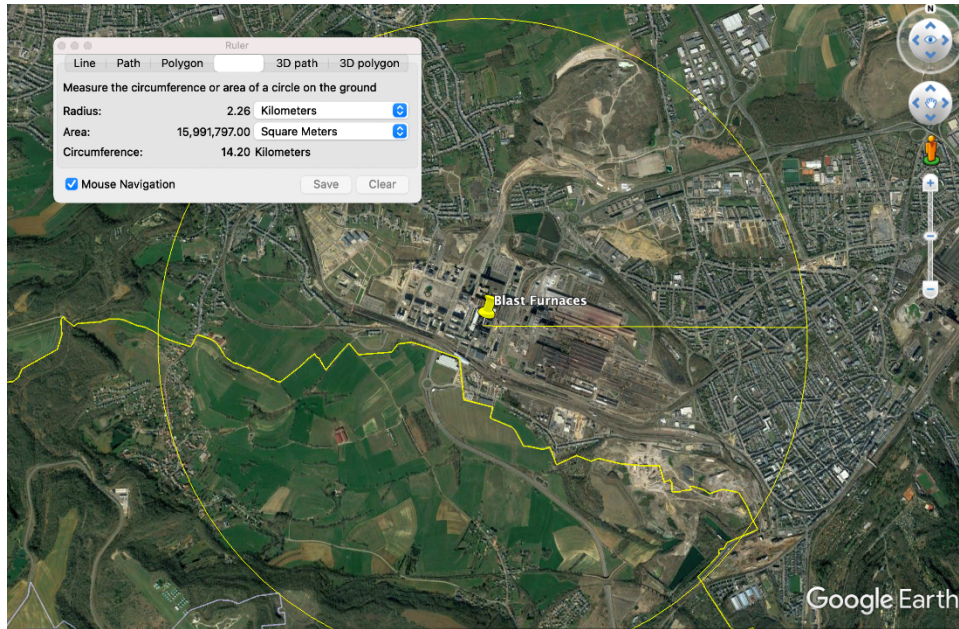 Ruler
Line Path Polygon 3D path 3D polygon
Measure the circumference or area of a circle on the ground
Radius: 2.26 Kilometers
Area: 15,991,797.00 Square Meters
Circumference: 14.20 Kilometers
Mouse Navigation Save Clear
N
Blast Furnaces
Google Earth